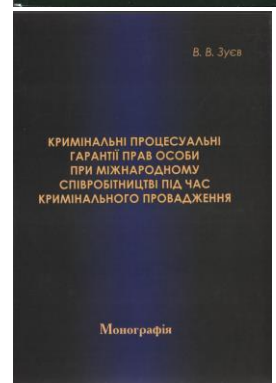 В. В. Зуєв
КРИМІНАЛЬНІ ПРОЦЕСУАЛЬНІ
ГАРАНТІЇ ПРАВ ОСОБИ
ПРИ МІЖНАРОДНОМУ
СПІВРОБІТНИЦТВІ ПІД ЧАС
КРИМІНАЛЬНОГО ПРОВАДЖЕННЯ
Монографія